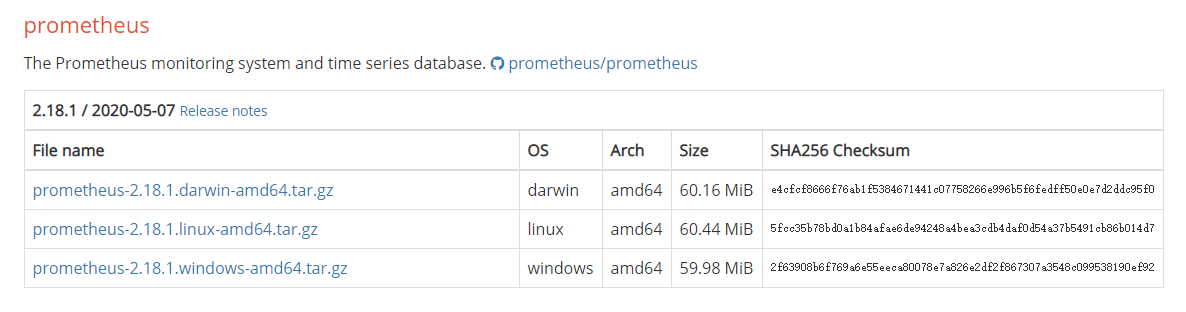 prometheus
The Prometheus monitoring system and time series database. prometheus/prometheus
2.18.1 / 2020-05-07 Release notes
File name OS Arch Size SHA256 Checksum
prometheus-2.18.1.darwin-amd64.tar.gz darwin amd64 60.16 MiB e4cfcf8666f76ab1f5384671441c07758266e996b5f6fedff50e0e7d2ddc95f0
prometheus-2.18.1.linux-amd64.tar.gz linux amd64 60.44 MiB 5fcc35b78bd0a1b84afae6de94248a4bea3cdb4daf0d54a37b5491cb86b014d7
prometheus-2.18.1.windows-amd64.tar.gz windows amd64 59.98 MiB 2f63908b6f769a6e55eeca80078e7a826e2df2f867307a3548c099538190ef92